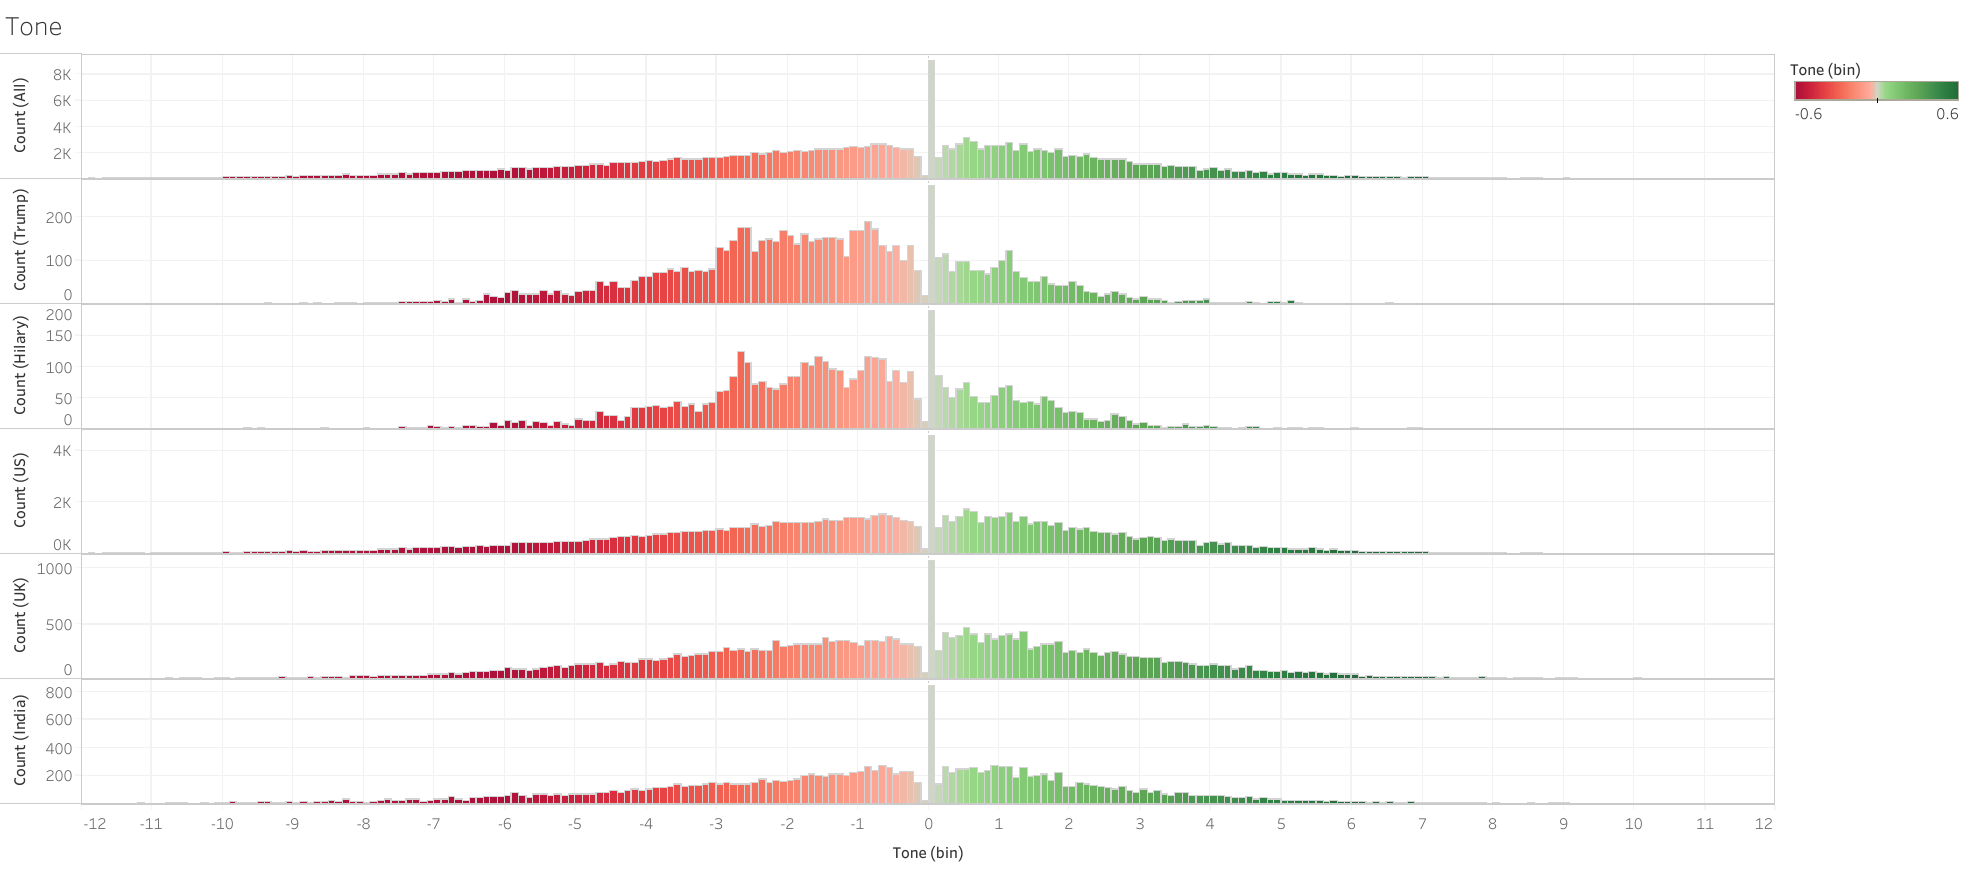 Tone
Count (All)
8K
6K
4K
2K
Count (Trump)
200
100
0
Count (Hilary)
200
150
100
50
0
Count (US)
4K
2K
0K
Count (UK)
1000
500
0
Count (India)
800
600
400
200
-12 -11 -10 -9 -8 -7 -6 -5 -4 -3 -2 -1 0 1 2 3 4 5 6 7 8 9 10 11 12
Tone (bin)
Tone (bin)
-0.6 0.6